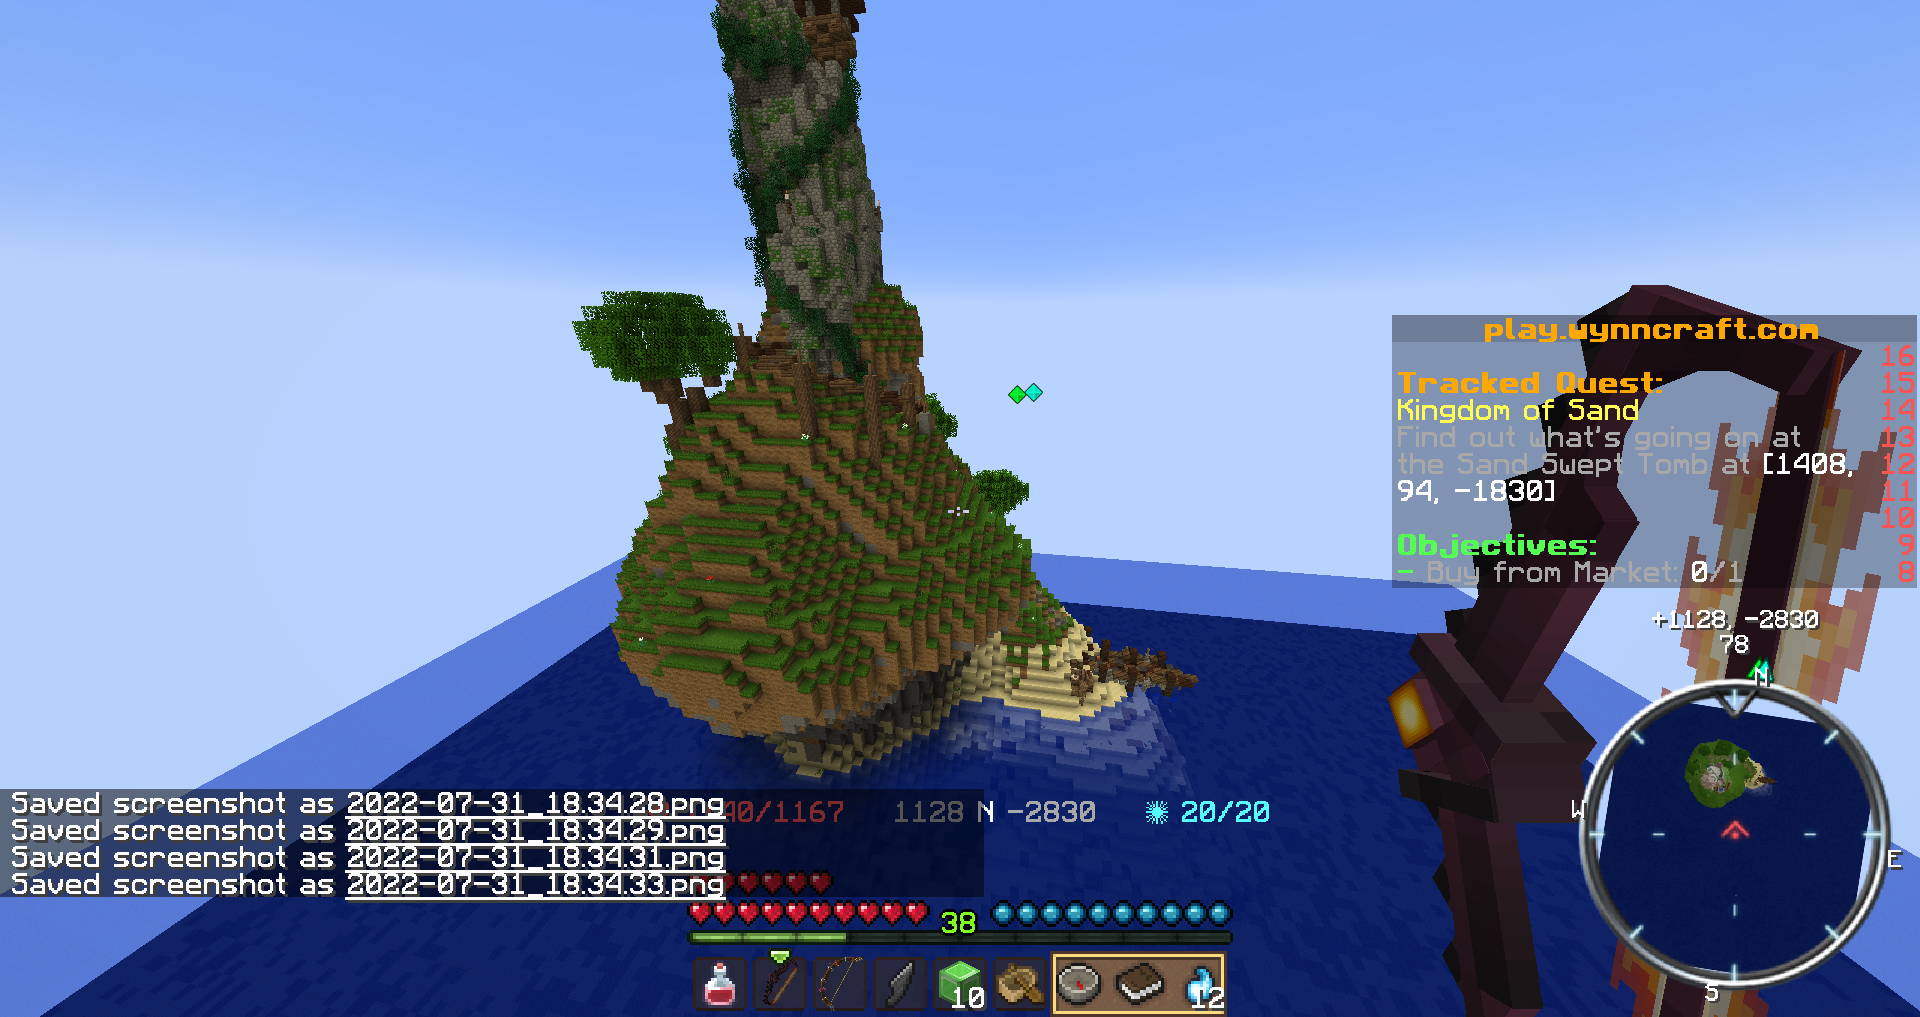 play.wynncraft.com
16
Tracked Quest:
15
Kingdom of Sand
14
Find out what's going on at
13
the Sand Swept Tomb at [1408,
12
94, -1830]
11
10
Objectives:
9
- Buy from Market: 0/1
8
+1128, -2830
78
N
W
E
S
Saved screenshot as 2022-07-31_18.34.28.png
Saved screenshot as 2022-07-31_18.34.29.png
Saved screenshot as 2022-07-31_18.34.31.png
Saved screenshot as 2022-07-31_18.34.33.png
/1167
1128 N -2830
20/20
38
10
12